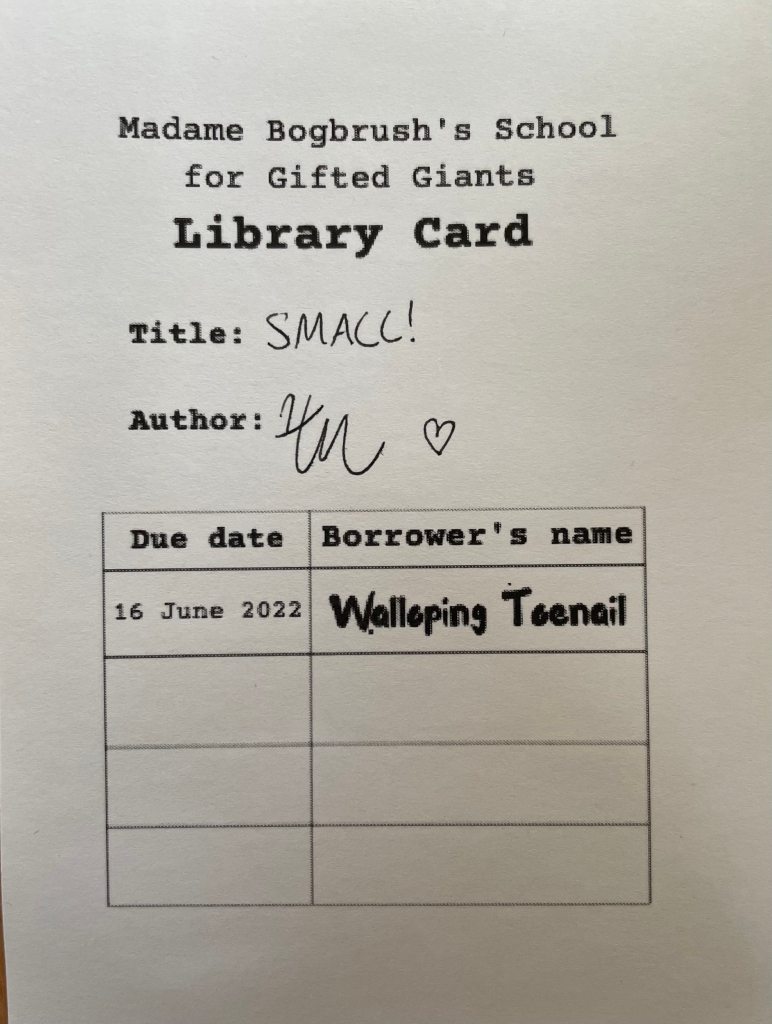 Madame Bogbrush's School
for Gifted Giants
Library Card
Title: SMALL!
Author:
Due date Borrower's name
16 June 2022 Walloping Toenail